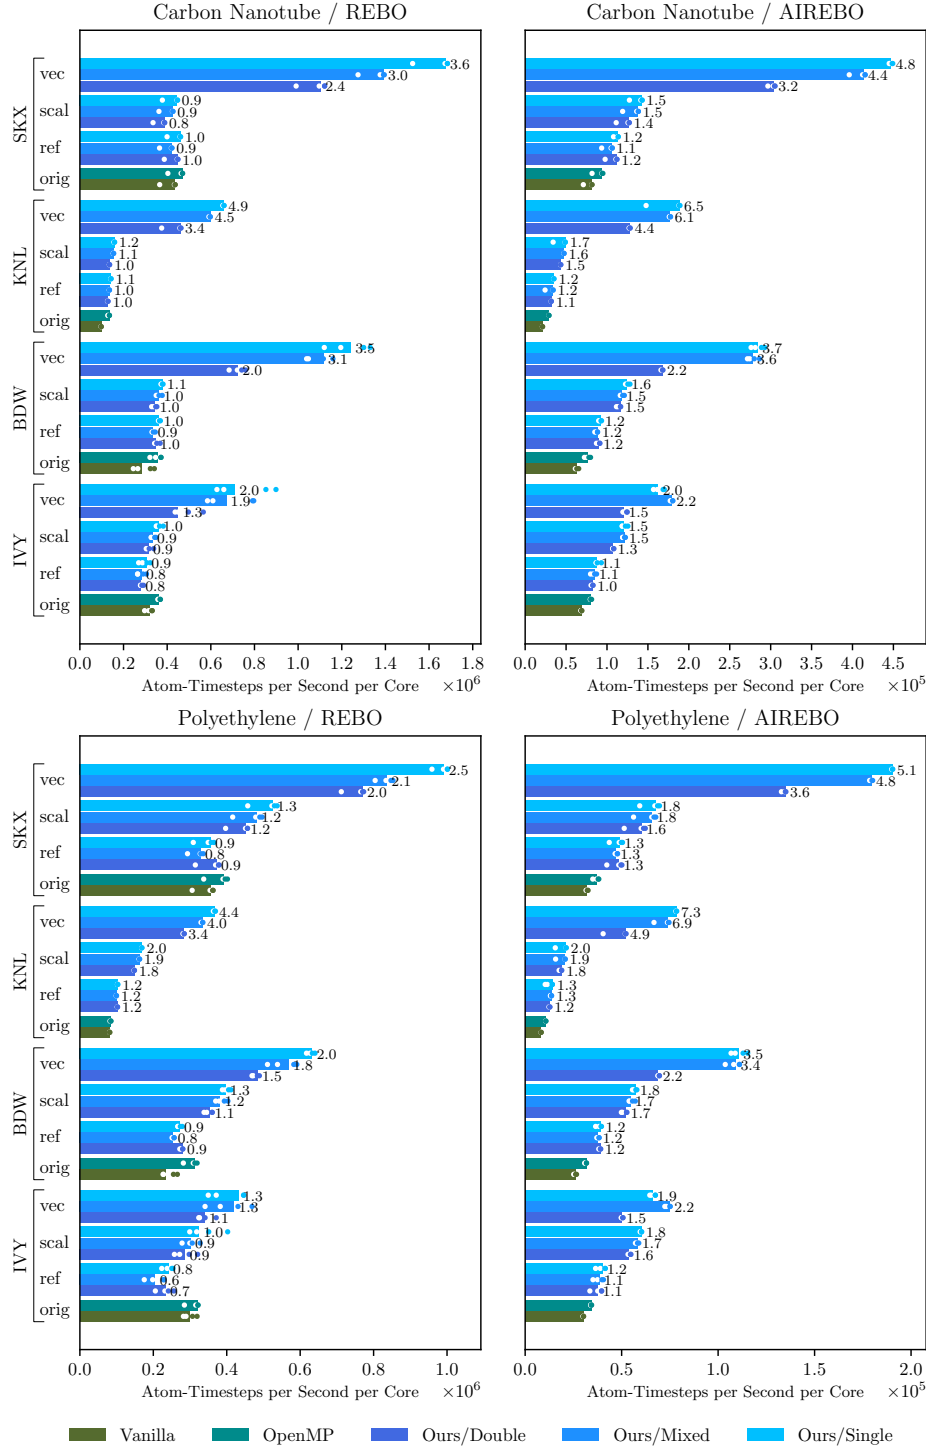 Carbon Nanotube / REBO
SKX
vec
3.6
3.0
2.4
scal
0.9
0.9
0.8
ref
1.0
0.9
1.0
orig
KNL
vec
4.9
4.5
3.4
scal
1.2
1.1
1.0
ref
1.1
1.0
1.0
orig
BDW
vec
3.5
3.1
2.0
scal
1.1
1.0
1.0
ref
1.0
0.9
1.0
orig
IVY
vec
2.0
1.9
1.3
scal
1.0
0.9
0.9
ref
0.9
0.8
0.8
orig
0.0 0.2 0.4 0.6 0.8 1.0 1.2 1.4 1.6 1.8
Atom-Timesteps per Second per Core ×10⁶
Carbon Nanotube / AIREBO
4.8
4.4
3.2
1.5
1.5
1.4
1.2
1.1
1.2
6.5
6.1
4.4
1.7
1.6
1.5
1.2
1.2
1.1
3.7
3.6
2.2
1.6
1.5
1.5
1.2
1.2
1.2
2.0
2.2
1.5
1.5
1.5
1.3
1.1
1.1
1.0
0.0 0.5 1.0 1.5 2.0 2.5 3.0 3.5 4.0 4.5
Atom-Timesteps per Second per Core ×10⁵
Polyethylene / REBO
SKX
vec
2.5
2.1
2.0
scal
1.3
1.2
1.2
ref
0.9
0.8
0.9
orig
KNL
vec
4.4
4.0
3.4
scal
2.0
1.9
1.8
ref
1.2
1.2
1.2
orig
BDW
vec
2.0
1.8
1.5
scal
1.3
1.2
1.1
ref
0.9
0.8
0.9
orig
IVY
vec
1.3
1.3
1.1
scal
1.0
0.9
0.9
ref
0.8
0.6
0.7
orig
0.0 0.2 0.4 0.6 0.8 1.0
Atom-Timesteps per Second per Core ×10⁶
Polyethylene / AIREBO
5.1
4.8
3.6
1.8
1.8
1.6
1.3
1.3
1.3
7.3
6.9
4.9
2.0
1.9
1.8
1.3
1.3
1.2
3.5
3.4
2.2
1.8
1.7
1.7
1.2
1.2
1.2
1.9
2.2
1.5
1.8
1.7
1.6
1.2
1.1
1.1
0.0 0.5 1.0 1.5 2.0
Atom-Timesteps per Second per Core ×10⁵
Vanilla OpenMP Ours/Double Ours/Mixed Ours/Single